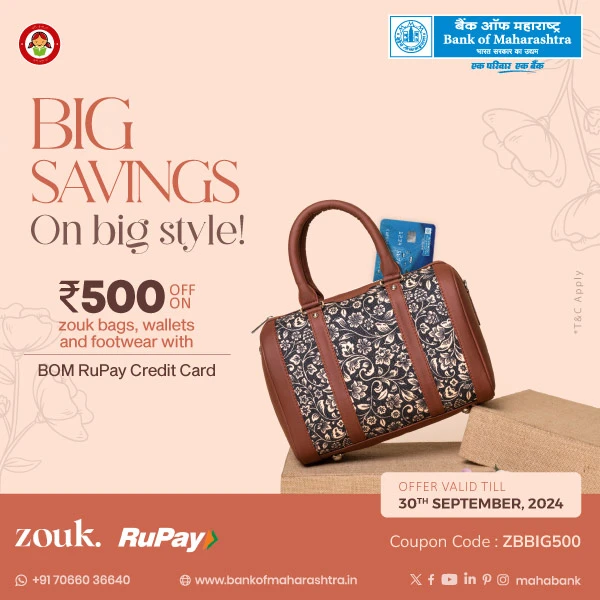 बैंक ऑफ महाराष्ट्र
Bank of Maharashtra
भारत सरकार का उद्यम
एक परिवार एक बैंक
BIG
SAVINGS
On big style!
₹500 OFF ON
zouk bags, wallets
and footwear with
BOM RuPay Credit Card
*T&C Apply
OFFER VALID TILL
30TH SEPTEMBER, 2024
zouk. RuPay
Coupon Code : ZBBIG500
+91 70660 36640
www.bankofmaharashtra.in
mahabank